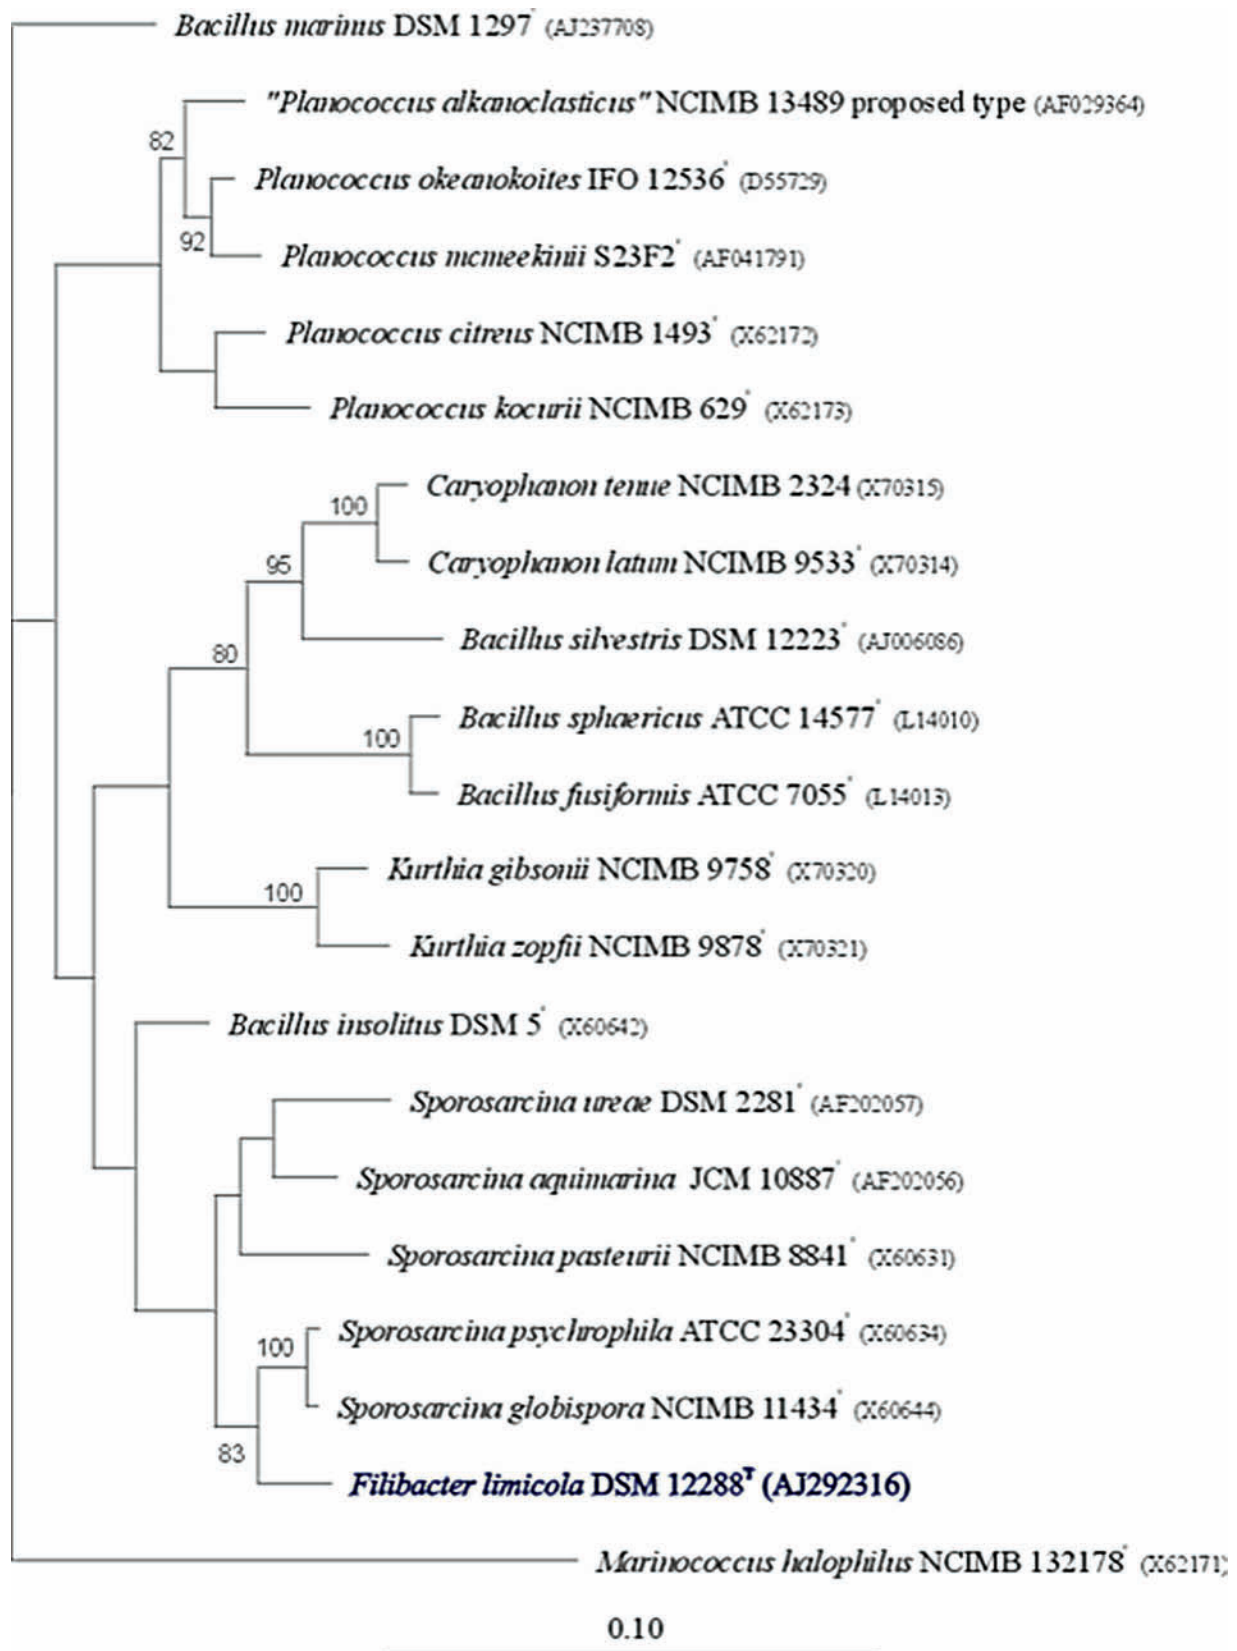 Bacillus marinus DSM 1297 (AJ237708)
"Planococcus alkanoclasticus" NCIMB 13489 proposed type (AF029364)
82
Planococcus okeanokoites IFO 12536 (D55729)
92
Planococcus mcmeekinii S23F2 (AF041791)
Planococcus citreus NCIMB 1493 (X62172)
Planococcus kocurii NCIMB 629 (X62173)
Caryophanon tenue NCIMB 2324 (X70315)
100
Caryophanon latum NCIMB 9533 (X70314)
95
Bacillus silvestris DSM 12223 (AJ006086)
80
Bacillus sphaericus ATCC 14577 (L14010)
100
Bacillus fusiformis ATCC 7055 (L14013)
Kurthia gibsonii NCIMB 9758 (X70320)
100
Kurthia zopfii NCIMB 9878 (X70321)
Bacillus insolitus DSM 5 (X60642)
Sporosarcina ureae DSM 2281 (AF202057)
Sporosarcina aquimarina JCM 10887 (AF202056)
Sporosarcina pasteurii NCIMB 8841 (X60631)
Sporosarcina psychrophila ATCC 23304 (X60634)
100
Sporosarcina globispora NCIMB 11434 (X60644)
83
Filibacter limicola DSM 12288ᵀ (AJ292316)
Marinococcus halophilus NCIMB 132178 (X62171)
0.10